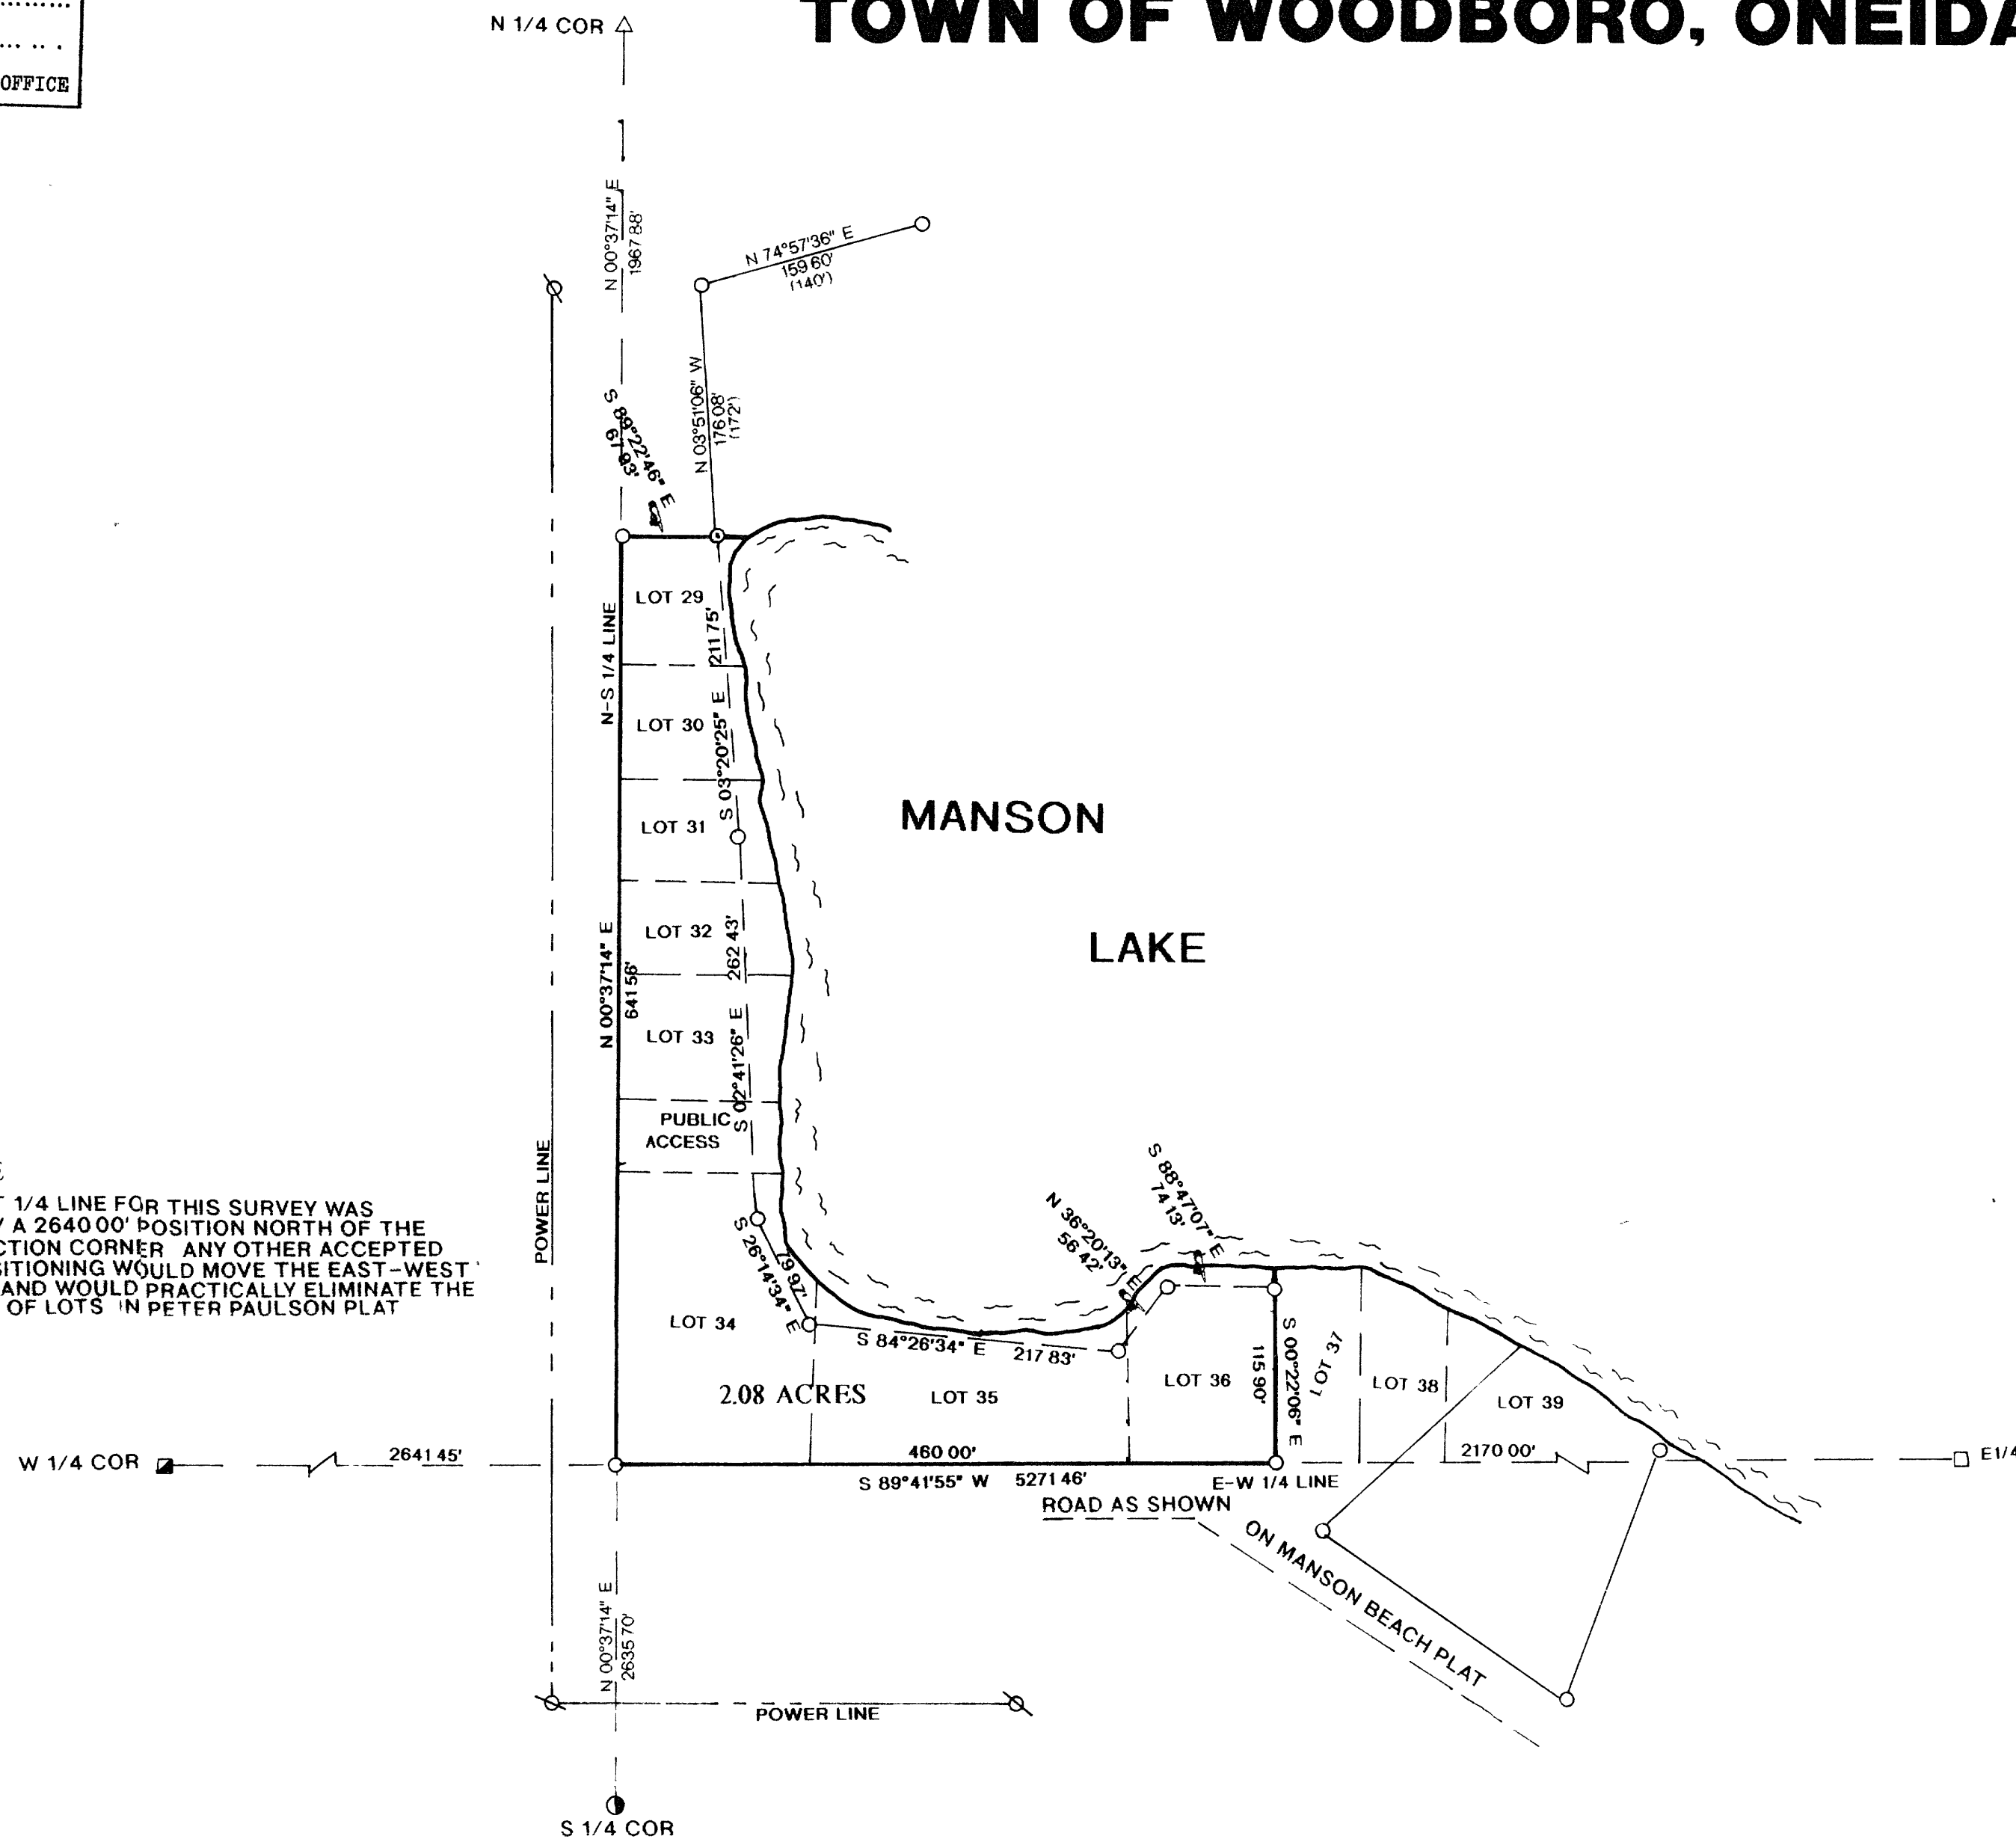 OFFICE
TOWN OF WOODBORO, ONEIDA
N 1/4 COR
N 00°37'14" E
1967 88'
N 74°57'36" E
159 60'
(140')
N 03°51'06" W
176 08'
(172')
S 89°22'46" E
61 93'
LOT 29
N-S 1/4 LINE
211 75'
S 03°20'25" E
LOT 30
LOT 31
MANSON
LAKE
LOT 32
262 43'
S 02°41'26" E
N 00°37'14" E
641 56'
LOT 33
PUBLIC
ACCESS
POWER LINE
1/4 LINE FOR THIS SURVEY WAS
A 2640 00' POSITION NORTH OF THE
CTION CORNER ANY OTHER ACCEPTED
SITIONING WOULD MOVE THE EAST-WEST
AND WOULD PRACTICALLY ELIMINATE THE
OF LOTS IN PETER PAULSON PLAT
S 26°14'34" E
79 97'
LOT 34
S 84°26'34" E
217 83'
N 36°20'13" E
56 42'
S 88°47'07" E
74 13'
2.08 ACRES
LOT 35
LOT 36
115 90'
S 00°22'06" E
LOT 37
LOT 38
LOT 39
W 1/4 COR
2641 45'
460 00'
2170 00'
E1/4
S 89°41'55" W
5271 46'
E-W 1/4 LINE
ROAD AS SHOWN
ON MANSON BEACH PLAT
N 00°37'14" E
2635 70'
POWER LINE
S 1/4 COR